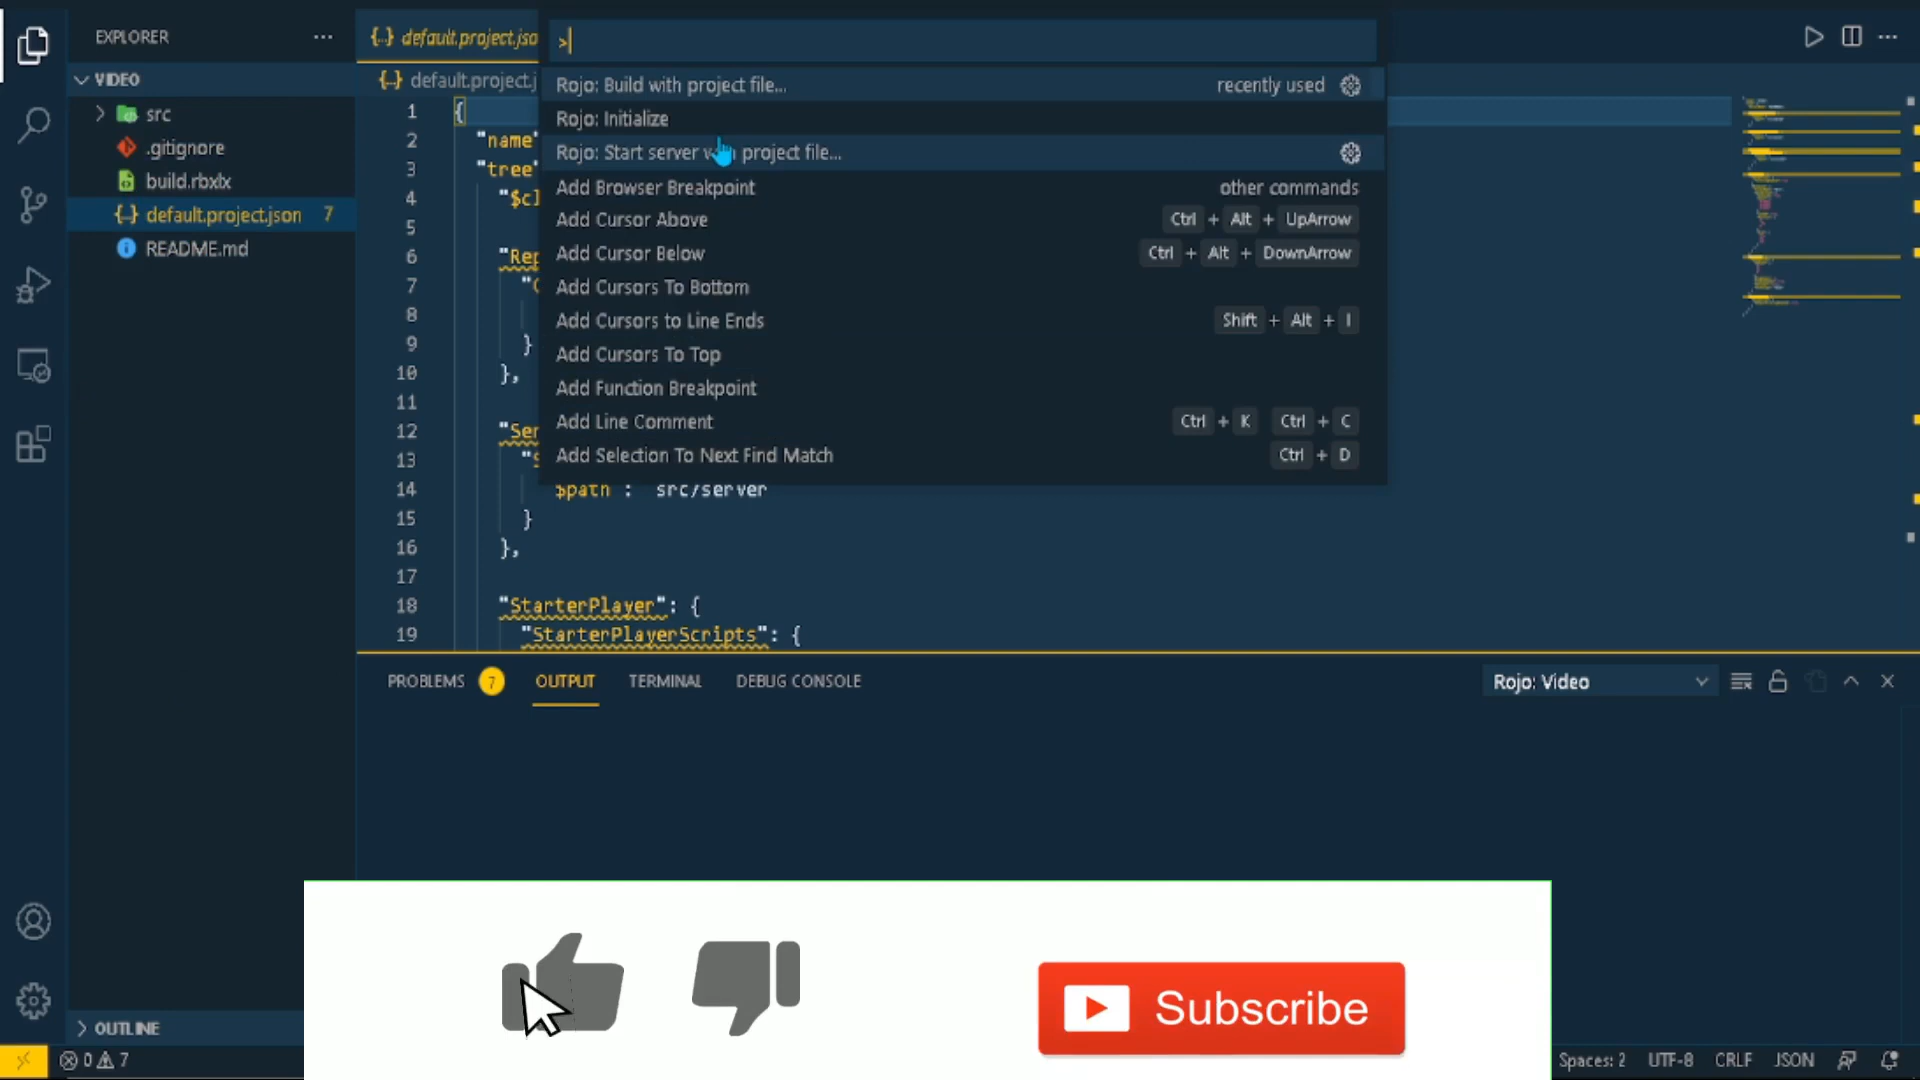 EXPLORER
VIDEO
src
.gitignore
build.rbxlx
default.project.json 7
README.md
OUTLINE
{..} default.project.jso
{..} default.project.j
>
Rojo: Build with project file... recently used
Rojo: Initialize
Rojo: Start server project file...
Add Browser Breakpoint other commands
Add Cursor Above Ctrl + Alt + UpArrow
Add Cursor Below Ctrl + Alt + DownArrow
Add Cursors To Bottom
Add Cursors to Line Ends Shift + Alt + I
Add Cursors To Top
Add Function Breakpoint
Add Line Comment Ctrl + K Ctrl + C
Add Selection To Next Find Match Ctrl + D
1 {
2 "name"
3 "tree"
4 "$cl
5
6 "Rep
7 "C
8
9 }
10 },
11
12 "Ser
13 "S
14 $path : src/server
15 }
16 },
17
18 "StarterPlayer": {
19 "StarterPlayerScripts": {
PROBLEMS 7 OUTPUT TERMINAL DEBUG CONSOLE Rojo: Video
Subscribe
0 7 Spaces: 2 UTF-8 CRLF JSON